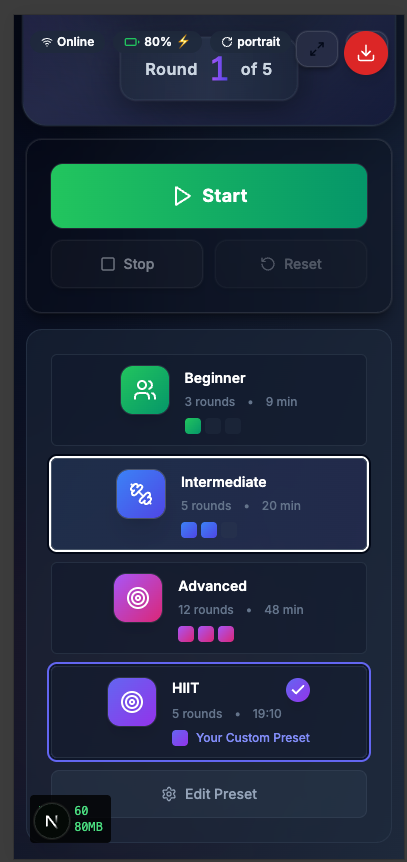 Online 80% portrait
Round 1 of 5
Start
Stop Reset
Beginner
3 rounds • 9 min
Intermediate
5 rounds • 20 min
Advanced
12 rounds • 48 min
HIIT
5 rounds • 19:10
Your Custom Preset
Edit Preset
N 60
80MB